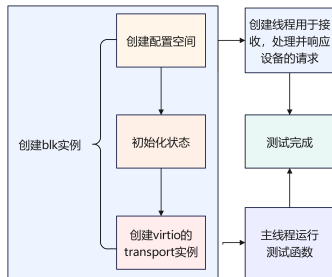 创建blk实例
创建配置空间
初始化状态
创建virtio的
transport实例
创建线程用于接
收，处理并响应
设备的请求
测试完成
主线程运行
测试函数